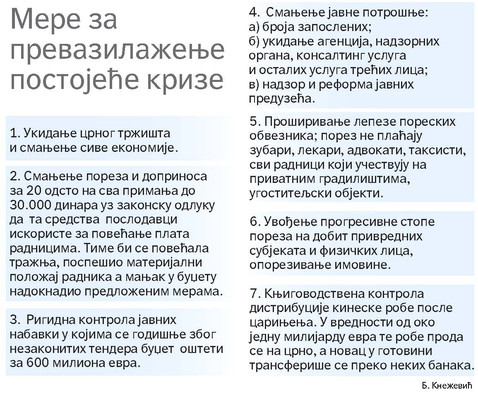 Мере за
превазилажење
постојеће кризе
1. Укидање црног тржишта
и смањење сиве економије.
2. Смањење пореза и доприноса
за 20 одсто на сва примања до
30.000 динара уз законску одлуку
да та средства послодавци
искористе за повећање плата
радницима. Тиме би се повећала
тражња, поспешио материјални
положај радника а мањак у буџету
надокнадио предложеним мерама.
3. Ригидна контрола јавних
набавки у којима се годишње због
незаконитих тендера буџет оштети
за 600 милиона евра.
4. Смањење јавне потрошње:
а) броја запослених;
б) укидање агенција, надзорних
органа, консалтинг услуга
и осталих услуга трећих лица;
в) надзор и реформа јавних
предузећа.
5. Проширивање лепезе пореских
обвезника; порез не плаћају
зубари, лекари, адвокати, таксисти,
сви радници који учествују на
приватним градилиштима,
угоститељски објекти.
6. Увођење прогресивне стопе
пореза на добит привредних
субјеката и физичких лица,
опорезивање имовине.
7. Књиговодствена контрола
дистрибуције кинеске робе после
царињења. У вредности од око
једну милијарду евра те робе прода
се на црно, а новац у готовини
трансферише се преко неких банака.
Б. Кнежевић